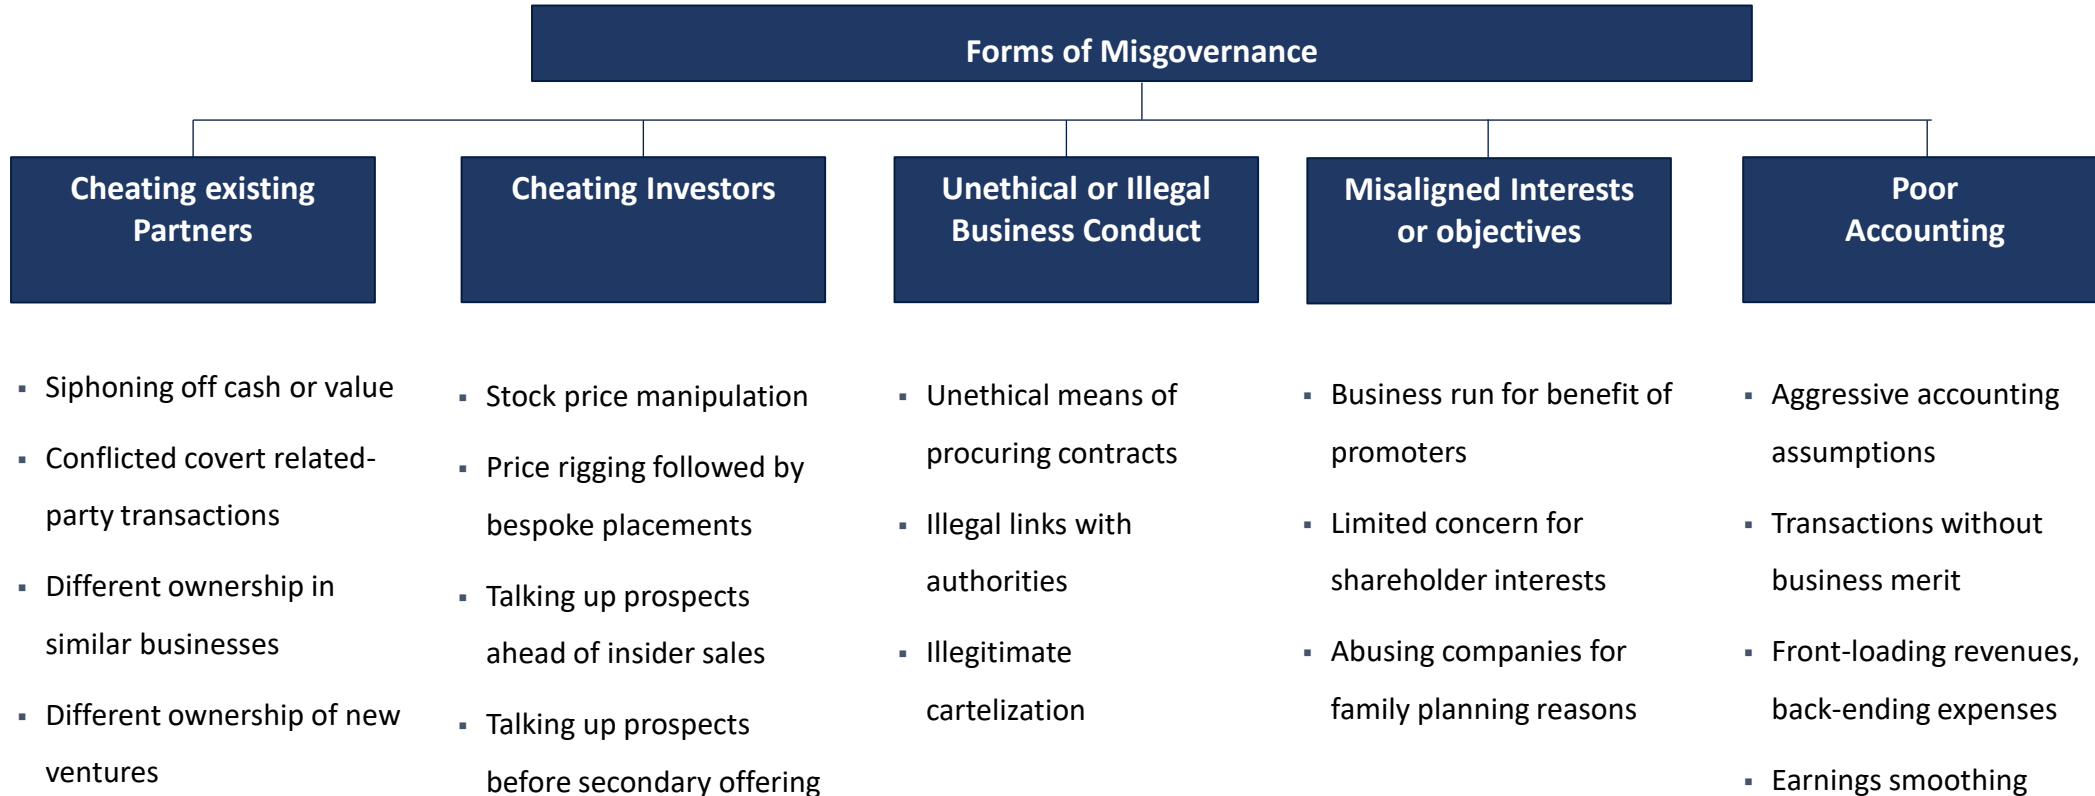 Forms of Misgovernance
Cheating existing
Partners
Cheating Investors
Unethical or Illegal
Business Conduct
Misaligned Interests
or objectives
Poor
Accounting
▪ Siphoning off cash or value
▪ Conflicted covert related-
party transactions
▪ Different ownership in
similar businesses
▪ Different ownership of new
ventures
▪ Stock price manipulation
▪ Price rigging followed by
bespoke placements
▪ Talking up prospects
ahead of insider sales
▪ Talking up prospects
before secondary offering
▪ Unethical means of
procuring contracts
▪ Illegal links with
authorities
▪ Illegitimate
cartelization
▪ Business run for benefit of
promoters
▪ Limited concern for
shareholder interests
▪ Abusing companies for
family planning reasons
▪ Aggressive accounting
assumptions
▪ Transactions without
business merit
▪ Front-loading revenues,
back-ending expenses
▪ Earnings smoothing